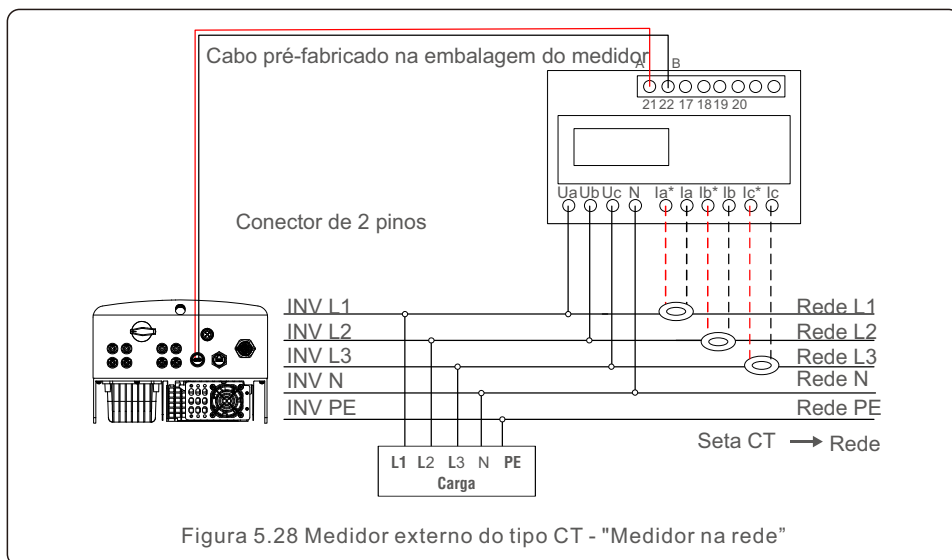 Cabo pré-fabricado na embalagem do medidor
A B
21 22 17 18 19 20
Ua Ub Uc N Ia* Ia Ib* Ib Ic* Ic
Conector de 2 pinos
INV L1 Rede L1
INV L2 Rede L2
INV L3 Rede L3
INV N Rede N
INV PE Rede PE
Seta CT → Rede
L1 L2 L3 N PE
Carga
Figura 5.28 Medidor externo do tipo CT - "Medidor na rede”